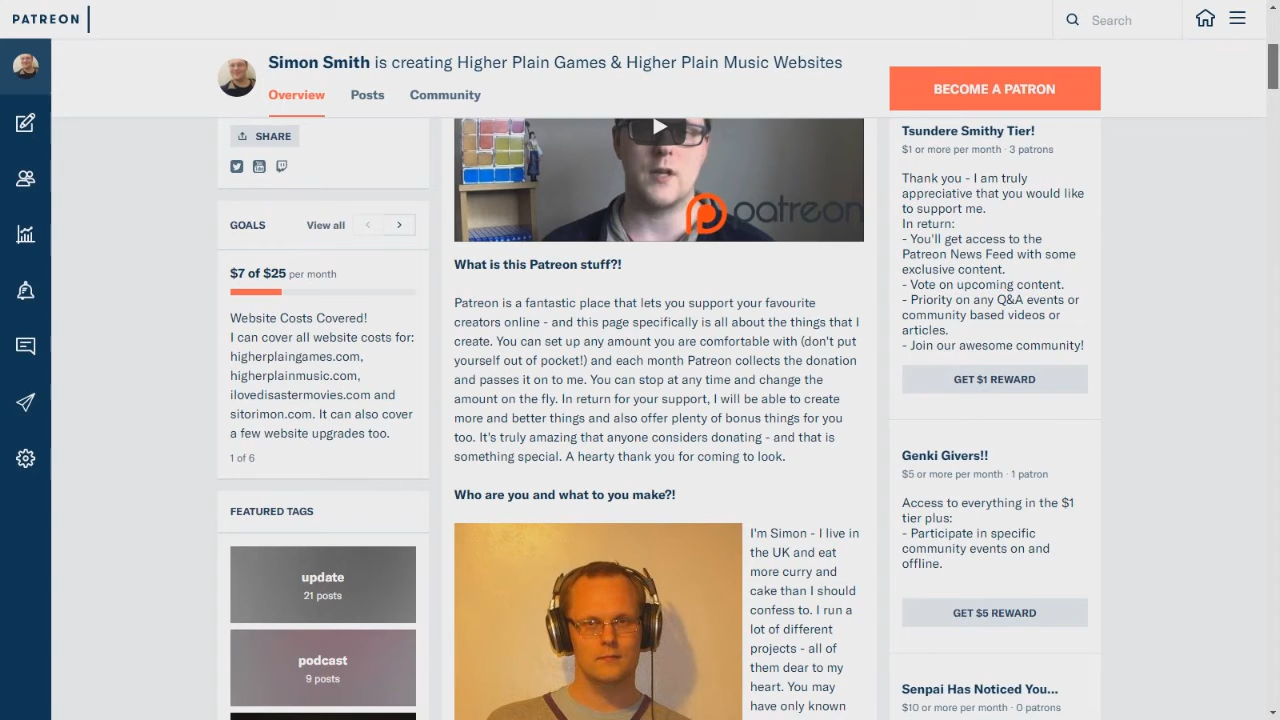 PATREON
Search
Simon Smith is creating Higher Plain Games & Higher Plain Music Websites
Overview
Posts
Community
BECOME A PATRON
SHARE
GOALS
View all
$7 of $25 per month
Website Costs Covered!
I can cover all website costs for:
higherplaingames.com,
higherplainmusic.com,
ilovedisastermovies.com and
sitorimon.com. It can also cover
a few website upgrades too.
1 of 6
FEATURED TAGS
update
21 posts
podcast
9 posts
patreon
What is this Patreon stuff?!
Patreon is a fantastic place that lets you support your favourite
creators online - and this page specifically is all about the things that I
create. You can set up any amount you are comfortable with (don't put
yourself out of pocket!) and each month Patreon collects the donation
and passes it on to me. You can stop at any time and change the
amount on the fly. In return for your support, I will be able to create
more and better things and also offer plenty of bonus things for you
too. It's truly amazing that anyone considers donating - and that is
something special. A hearty thank you for coming to look.
Who are you and what to you make?!
I'm Simon - I live in
the UK and eat
more curry and
cake than I should
confess to. I run a
lot of different
projects - all of
them dear to my
heart. You may
have only known
Tsundere Smithy Tier!
$1 or more per month · 3 patrons
Thank you - I am truly
appreciative that you would like
to support me.
In return:
- You'll get access to the
Patreon News Feed with some
exclusive content.
- Vote on upcoming content.
- Priority on any Q&A events or
community based videos or
articles.
- Join our awesome community!
GET $1 REWARD
Genki Givers!!
$5 or more per month · 1 patron
Access to everything in the $1
tier plus:
- Participate in specific
community events on and
offline.
GET $5 REWARD
Senpai Has Noticed You...
$10 or more per month · 0 patrons